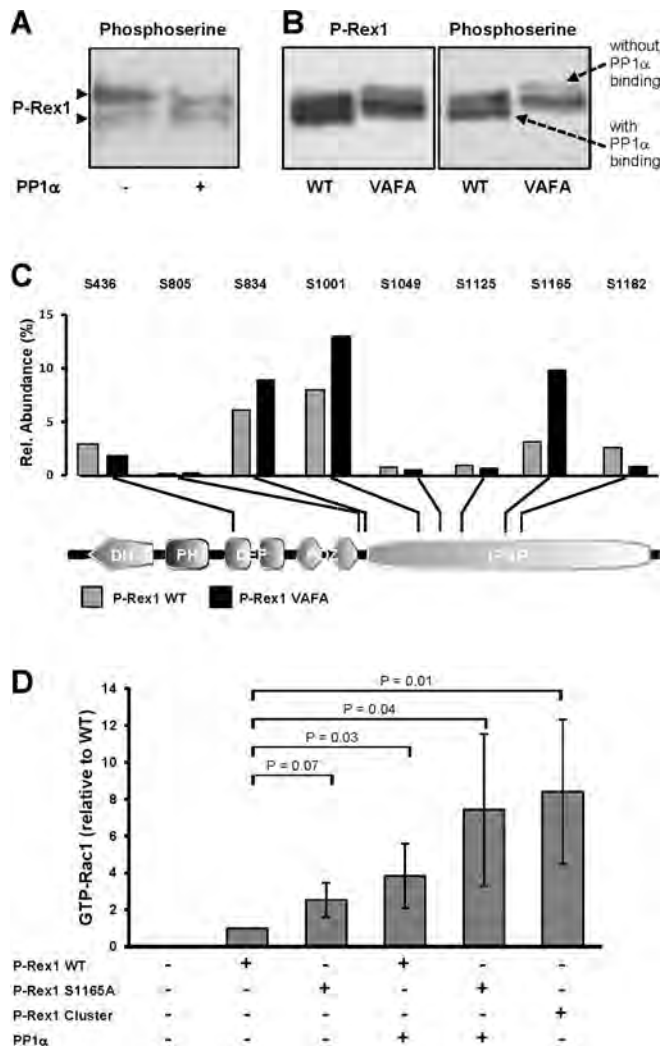 A
Phosphoserine
P-Rex1
PP1α - +
B
P-Rex1 Phosphoserine
without
PP1α
binding
with
PP1α
binding
WT VAFA WT VAFA
C
S436 S805 S834 S1001 S1049 S1125 S1165 S1182
Rel. Abundance (%)
15
10
5
0
PH
P-Rex1 WT P-Rex1 VAFA
D
GTP-Rac1 (relative to WT)
14
12
10
8
6
4
2
0
P = 0.01
P = 0.04
P = 0.03
P = 0.07
P-Rex1 WT - + - + - -
P-Rex1 S1165A - - + - + -
P-Rex1 Cluster - - - - - +
PP1α - - - + + -